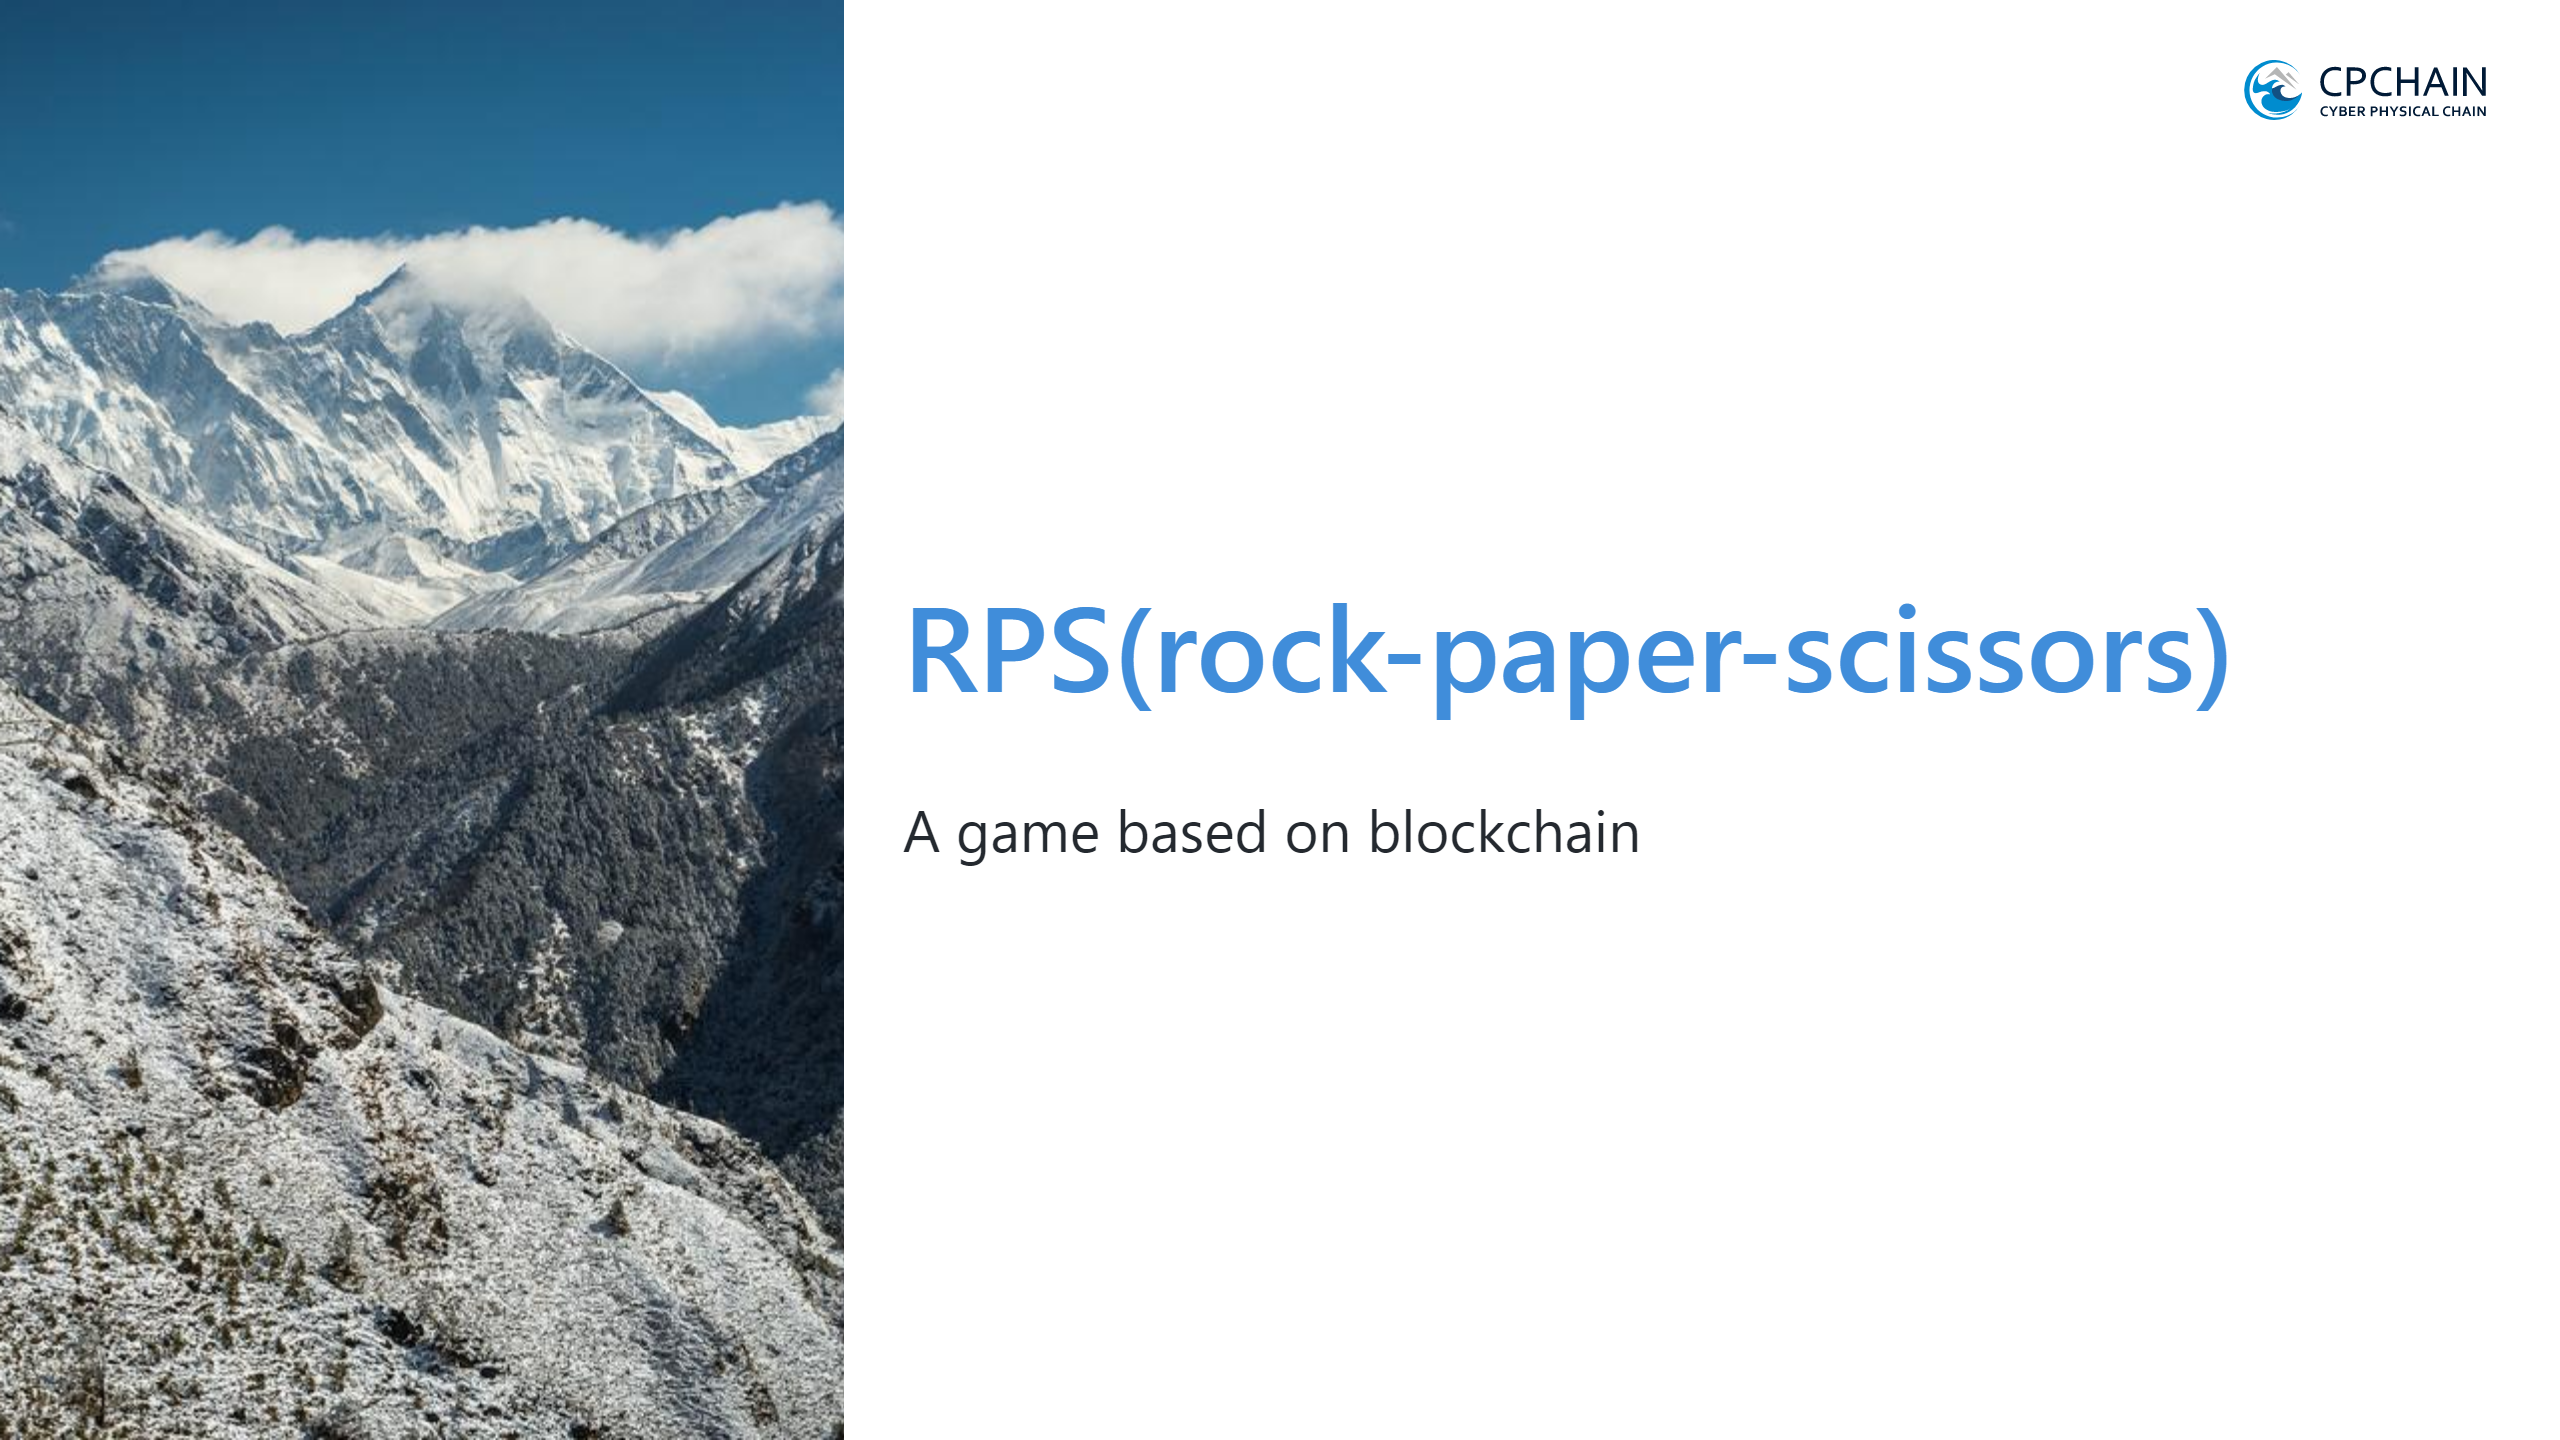 CPCHAIN
CYBER PHYSICAL CHAIN
RPS(rock-paper-scissors)
A game based on blockchain